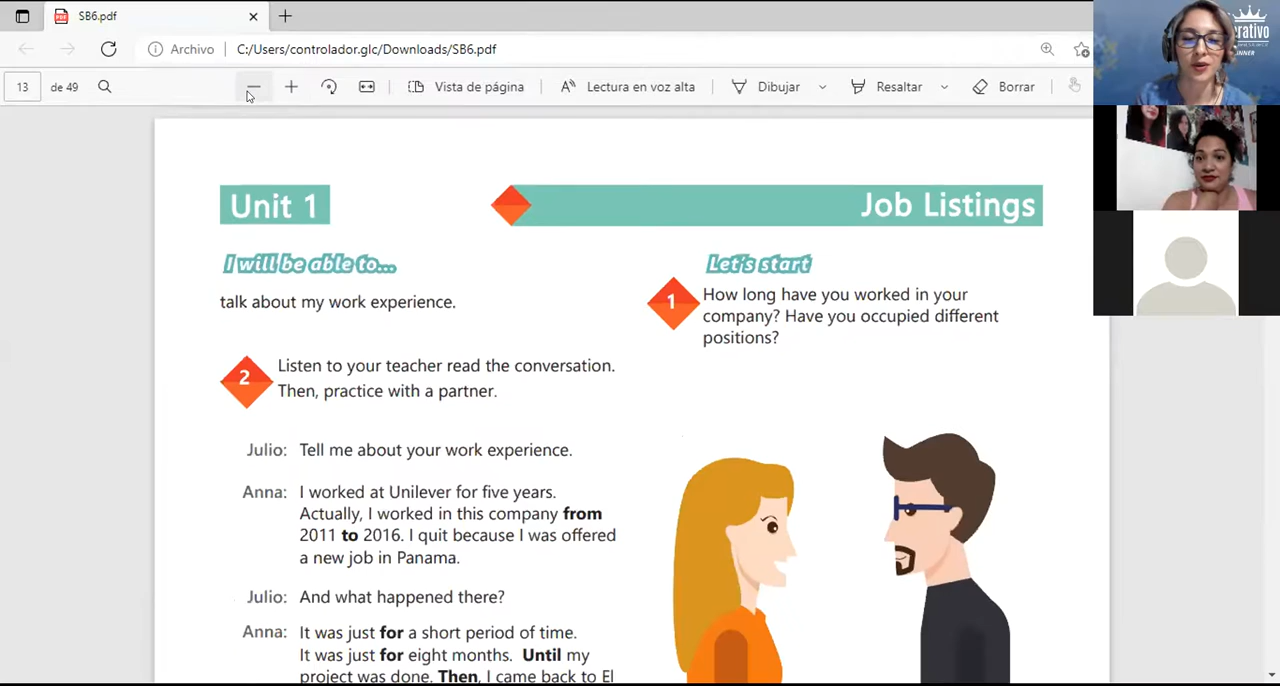 SB6.pdf
Archivo
C:/Users/controlador.glc/Downloads/SB6.pdf
13
de 49
Vista de página
Lectura en voz alta
Dibujar
Resaltar
Borrar
Unit 1
Job Listings
I will be able to...
talk about my work experience.
Let's start
1
How long have you worked in your
company? Have you occupied different
positions?
2
Listen to your teacher read the conversation.
Then, practice with a partner.
Julio: Tell me about your work experience.
Anna: I worked at Unilever for five years.
Actually, I worked in this company from
2011 to 2016. I quit because I was offered
a new job in Panama.
Julio: And what happened there?
Anna: It was just for a short period of time.
It was just for eight months. Until my
project was done. Then, I came back to El